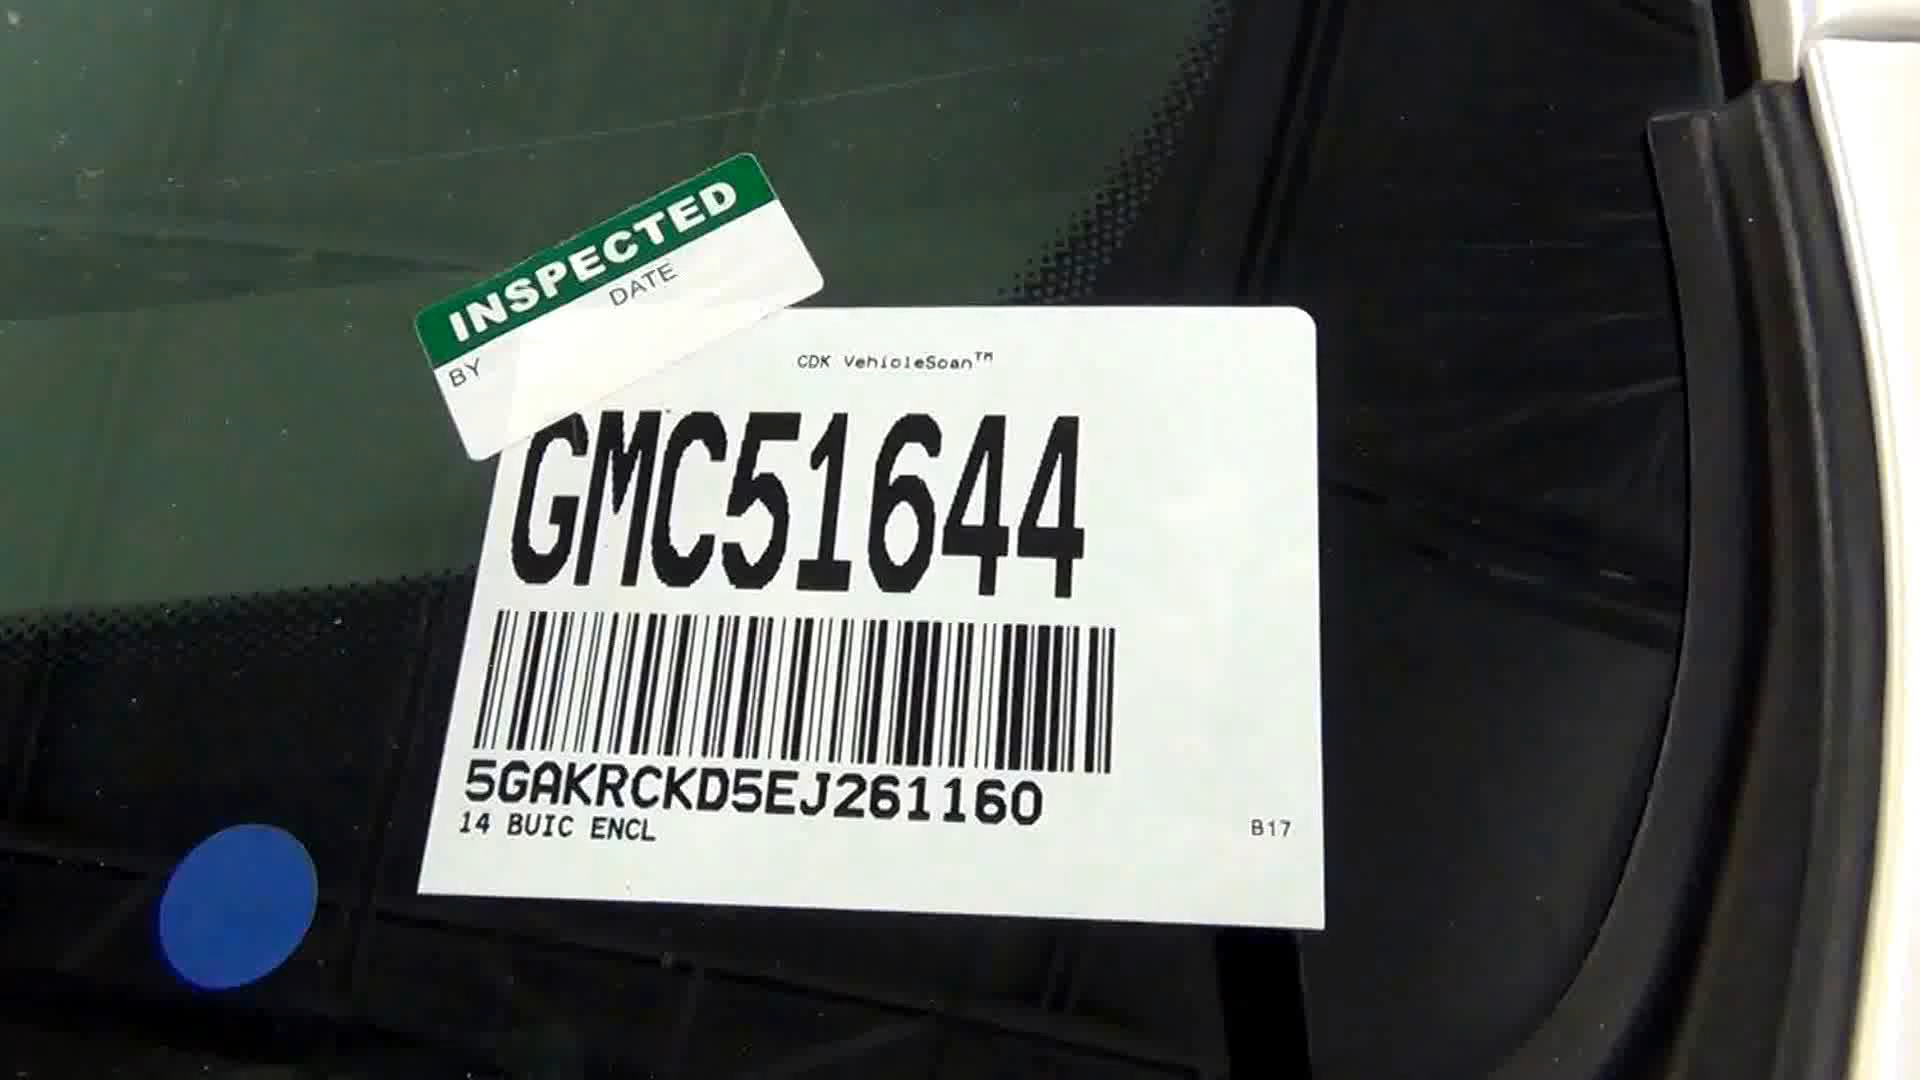 INSPECTED
BY DATE
CDK VehicleScan™
GMC51644
5GAKRCKD5EJ261160
14 BUIC ENCL
B17